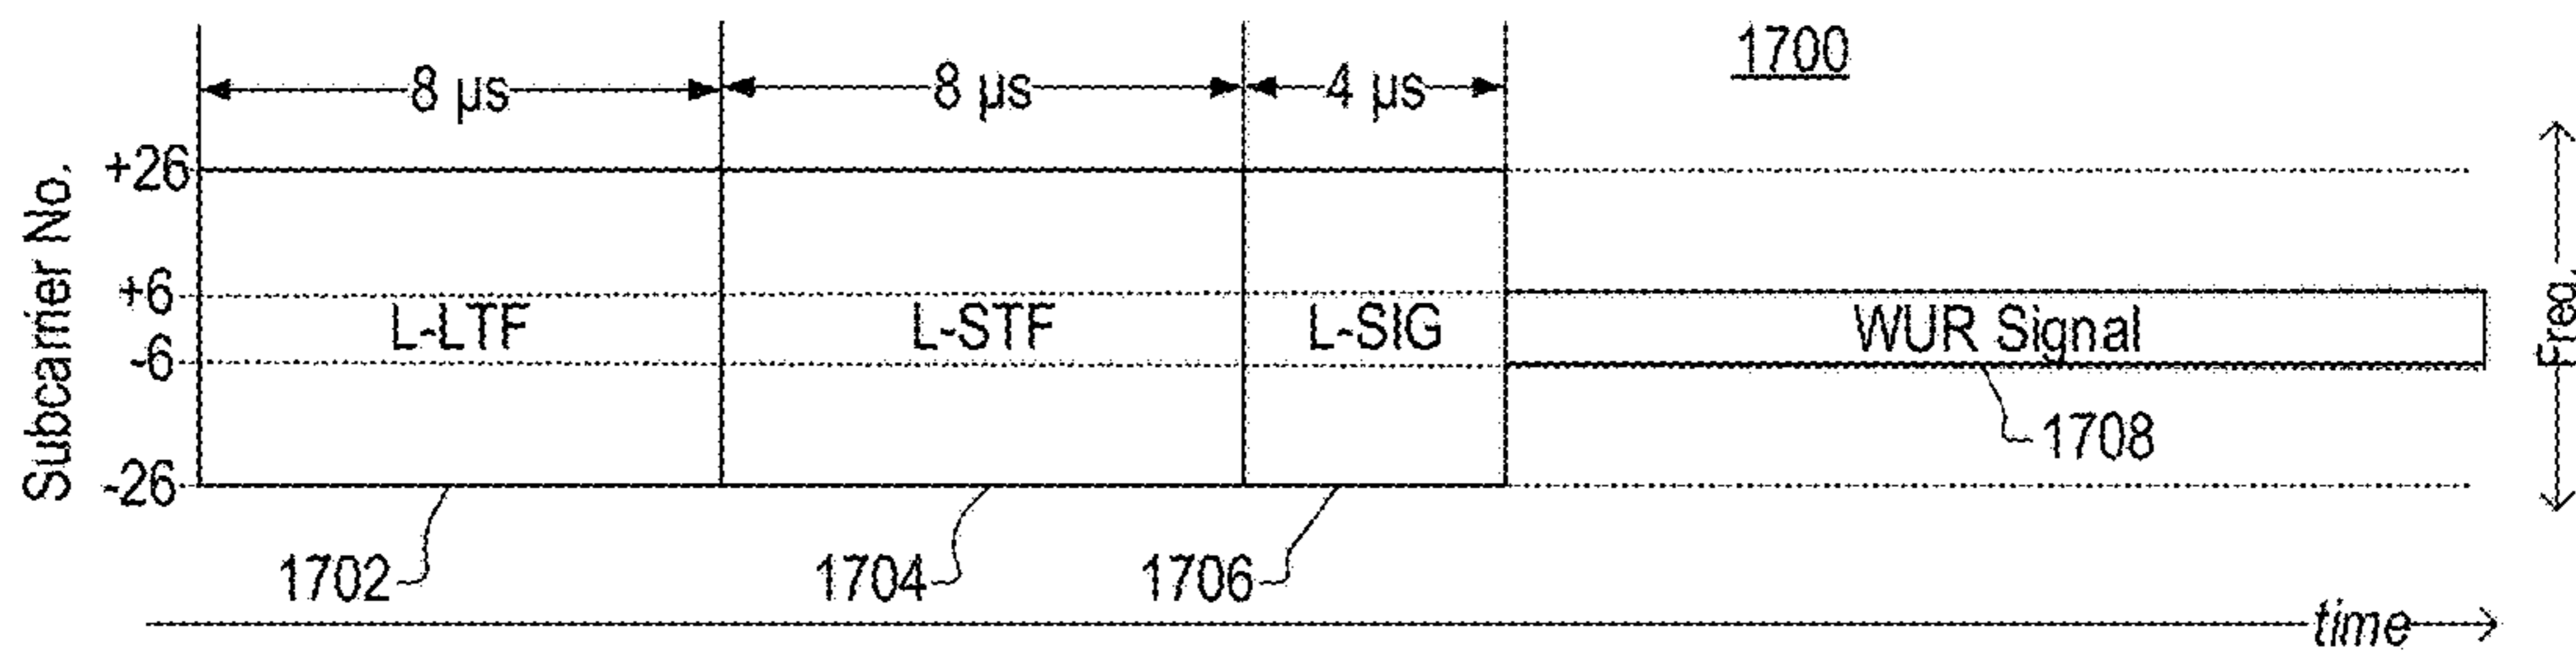 1700
8 µs 8 µs 4 µs
Subcarrier No.
+26
+6
-6
-26
L-LTF L-STF L-SIG WUR Signal
Freq.
1708
1702 1704 1706
time